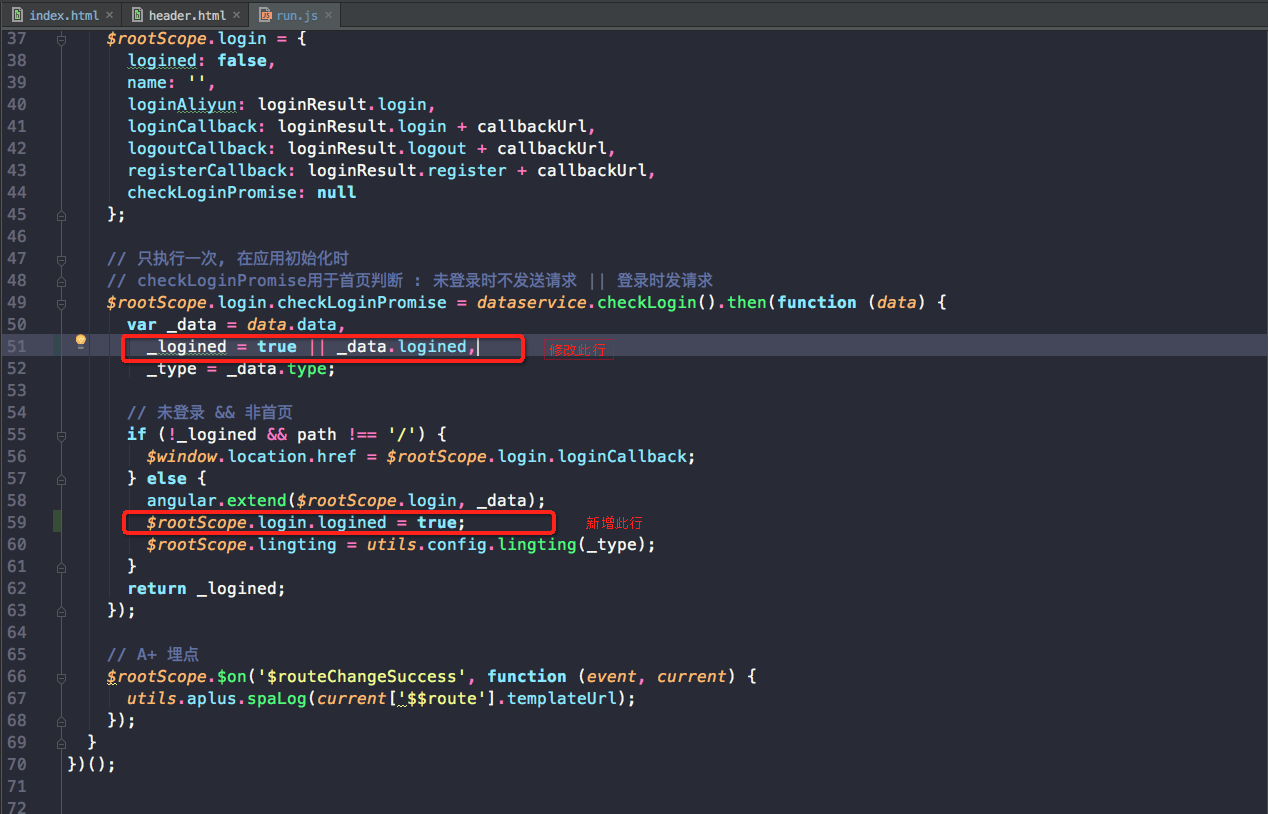 index.html × header.html × run.js ×
37 $rootScope.login = {
38 logined: false,
39 name: '',
40 loginAliyun: loginResult.login,
41 loginCallback: loginResult.login + callbackUrl,
42 logoutCallback: loginResult.logout + callbackUrl,
43 registerCallback: loginResult.register + callbackUrl,
44 checkLoginPromise: null
45 };
46
47 // 只执行一次, 在应用初始化时
48 // checkLoginPromise用于首页判断 : 未登录时不发送请求 || 登录时发请求
49 $rootScope.login.checkLoginPromise = dataservice.checkLogin().then(function (data) {
50 var _data = data.data,
51 _logined = true || _data.logined, 修改此行
52 _type = _data.type;
53
54 // 未登录 && 非首页
55 if (!_logined && path !== '/') {
56 $window.location.href = $rootScope.login.loginCallback;
57 } else {
58 angular.extend($rootScope.login, _data);
59 $rootScope.login.logined = true; 新增此行
60 $rootScope.lingting = utils.config.lingting(_type);
61 }
62 return _logined;
63 });
64
65 // A+ 埋点
66 $rootScope.$on('$routeChangeSuccess', function (event, current) {
67 utils.aplus.spaLog(current['$$route'].templateUrl);
68 });
69 }
70 })();
71
72